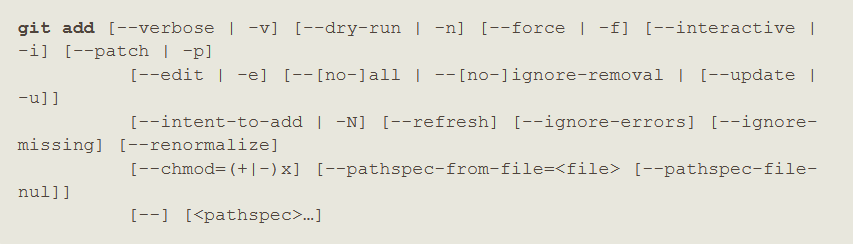 git add [--verbose | -v] [--dry-run | -n] [--force | -f] [--interactive |
-i] [--patch | -p]
[--edit | -e] [--[no-]all | --[no-]ignore-removal | [--update |
-u]]
[--intent-to-add | -N] [--refresh] [--ignore-errors] [--ignore-
missing] [--renormalize]
[--chmod=(+|-)x] [--pathspec-from-file=<file> [--pathspec-file-
nul]]
[--] [<pathspec>…]